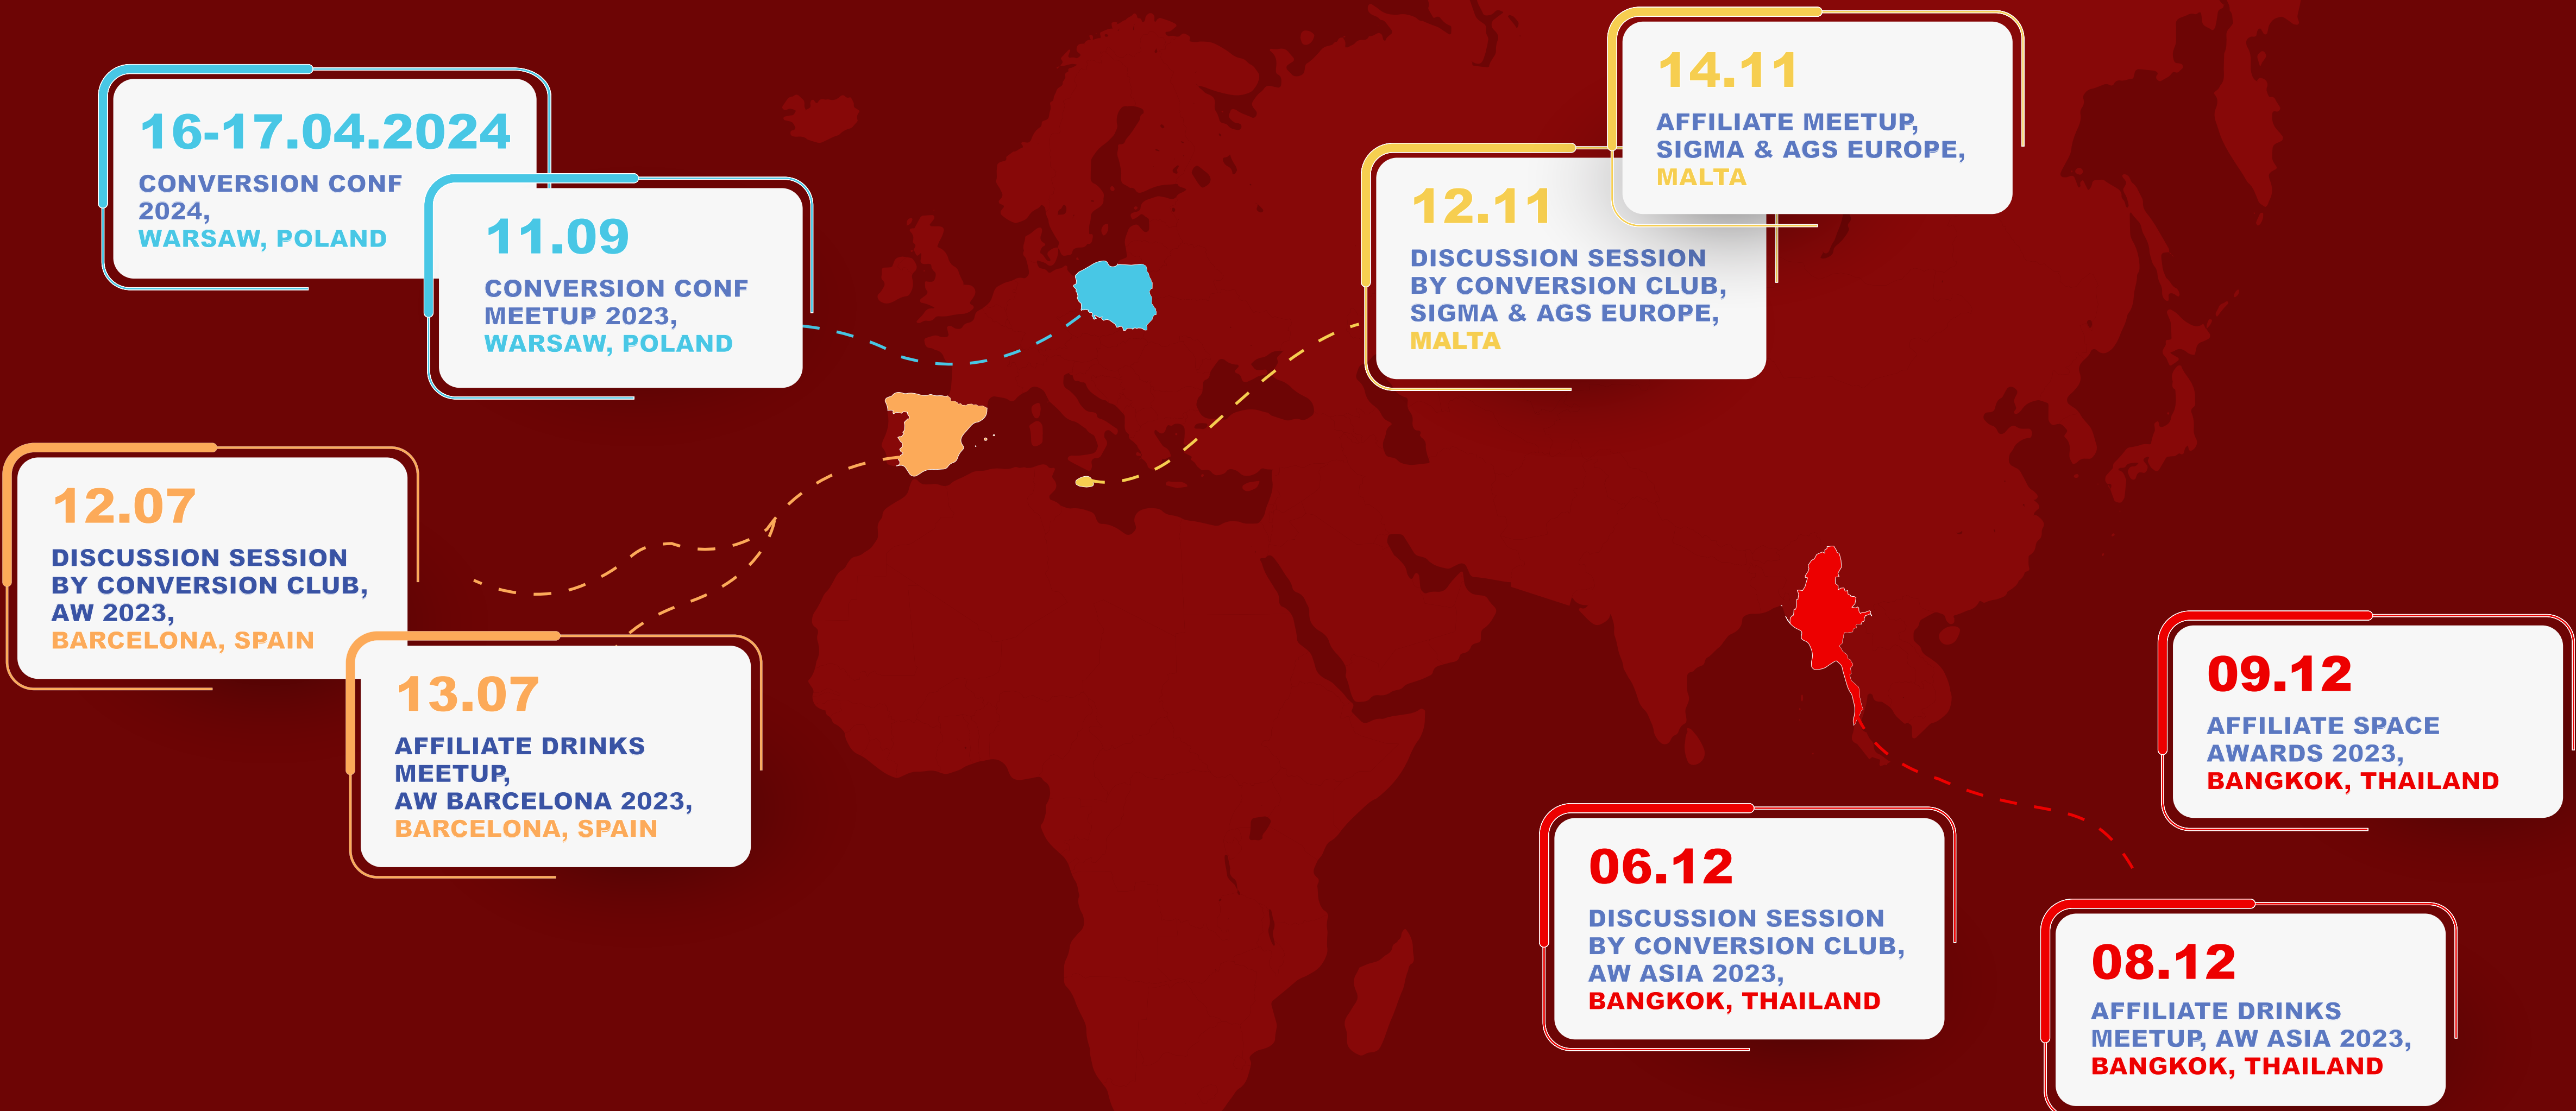 16-17.04.2024
CONVERSION CONF
2024,
WARSAW, POLAND
11.09
CONVERSION CONF
MEETUP 2023,
WARSAW, POLAND
14.11
AFFILIATE MEETUP,
SIGMA & AGS EUROPE,
MALTA
12.11
DISCUSSION SESSION
BY CONVERSION CLUB,
SIGMA & AGS EUROPE,
MALTA
12.07
DISCUSSION SESSION
BY CONVERSION CLUB,
AW 2023,
BARCELONA, SPAIN
13.07
AFFILIATE DRINKS
MEETUP,
AW BARCELONA 2023,
BARCELONA, SPAIN
09.12
AFFILIATE SPACE
AWARDS 2023,
BANGKOK, THAILAND
06.12
DISCUSSION SESSION
BY CONVERSION CLUB,
AW ASIA 2023,
BANGKOK, THAILAND
08.12
AFFILIATE DRINKS
MEETUP, AW ASIA 2023,
BANGKOK, THAILAND